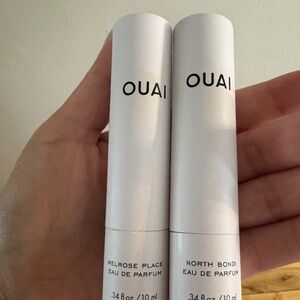 OUAI
MELROSE PLACE
EAU DE PARFUM
.34 fl oz / 10 ml
OUAI
NORTH BONDI
EAU DE PARFUM
.34 fl oz / 10 ml